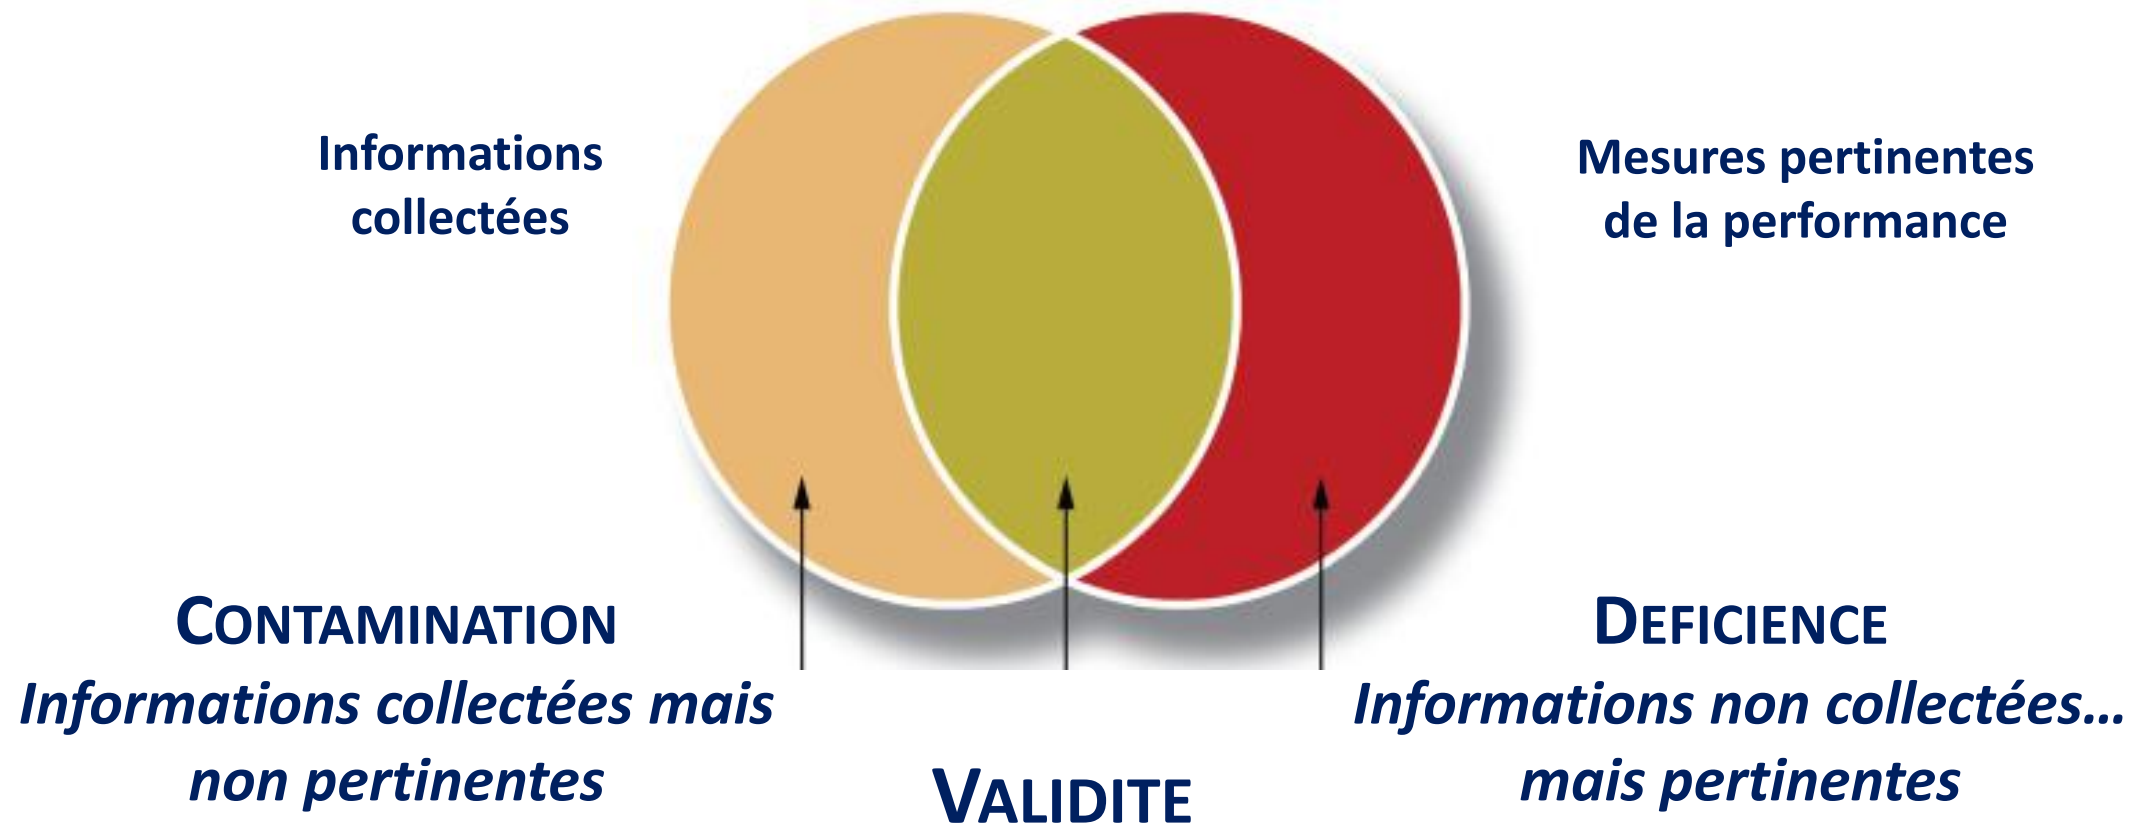 Informations
collectées
Mesures pertinentes
de la performance
CONTAMINATION
Informations collectées mais
non pertinentes
VALIDITE
DEFICIENCE
Informations non collectées...
mais pertinentes